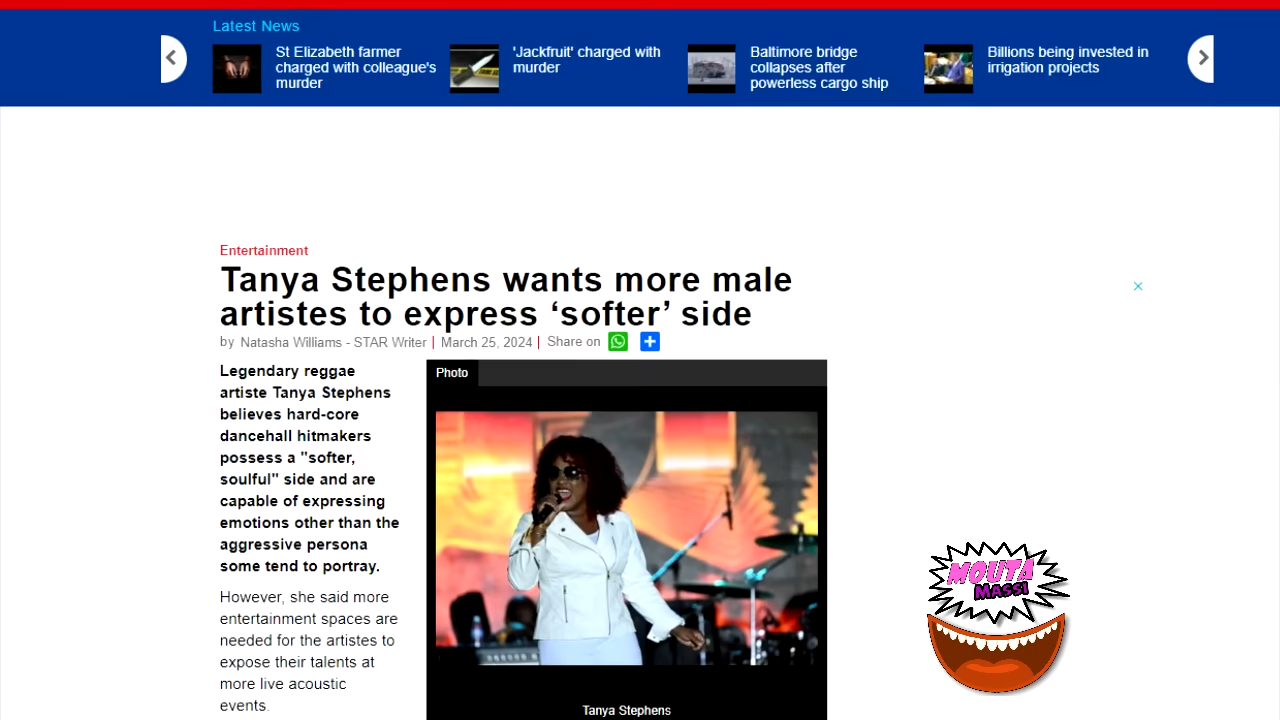 Latest News
St Elizabeth farmer
charged with colleague's
murder
'Jackfruit' charged with
murder
Baltimore bridge
collapses after
powerless cargo ship
Billions being invested in
irrigation projects
Entertainment
Tanya Stephens wants more male
artistes to express ‘softer’ side
by Natasha Williams - STAR Writer | March 25, 2024 | Share on
Legendary reggae
artiste Tanya Stephens
believes hard-core
dancehall hitmakers
possess a "softer,
soulful" side and are
capable of expressing
emotions other than the
aggressive persona
some tend to portray.
However, she said more
entertainment spaces are
needed for the artistes to
expose their talents at
more live acoustic
events.
Photo
Tanya Stephens
MOUTA
MASSI